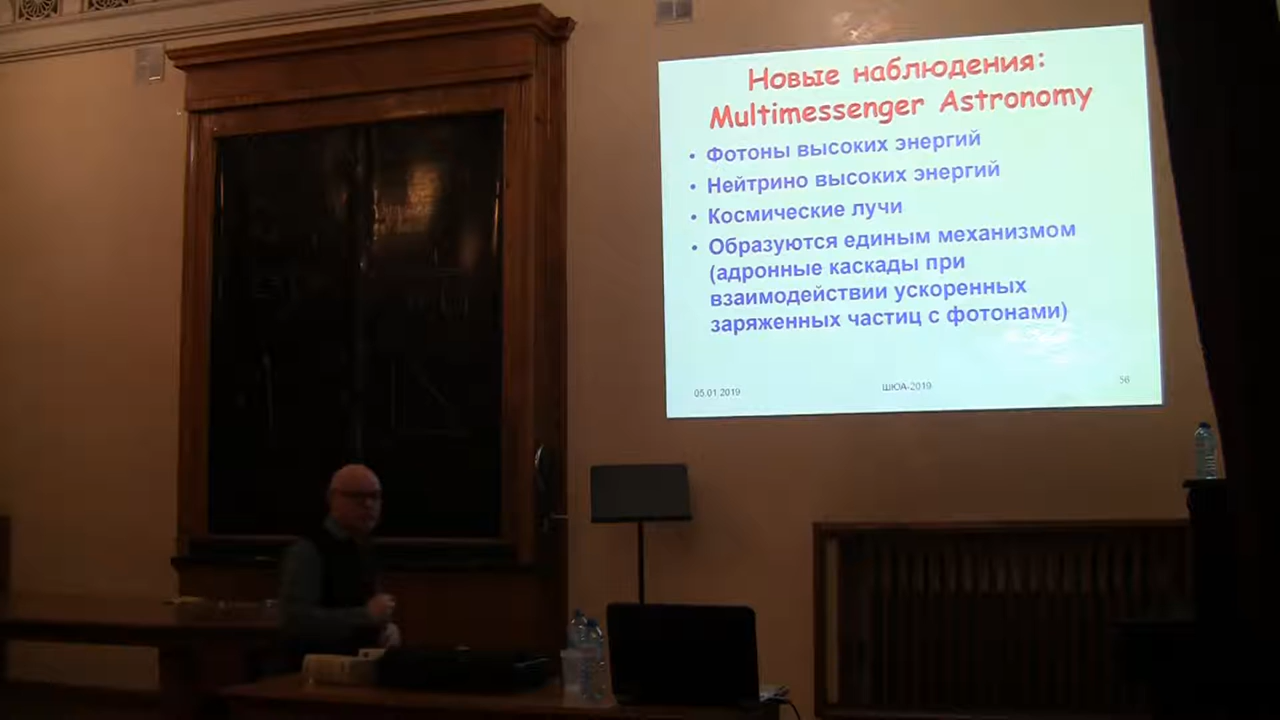 Новые наблюдения:
Multimessenger Astronomy
• Фотоны высоких энергий
• Нейтрино высоких энергий
• Космические лучи
• Образуются единым механизмом
(адронные каскады при
взаимодействии ускоренных
заряженных частиц с фотонами)
05.01.2019 ШЮА-2019 56